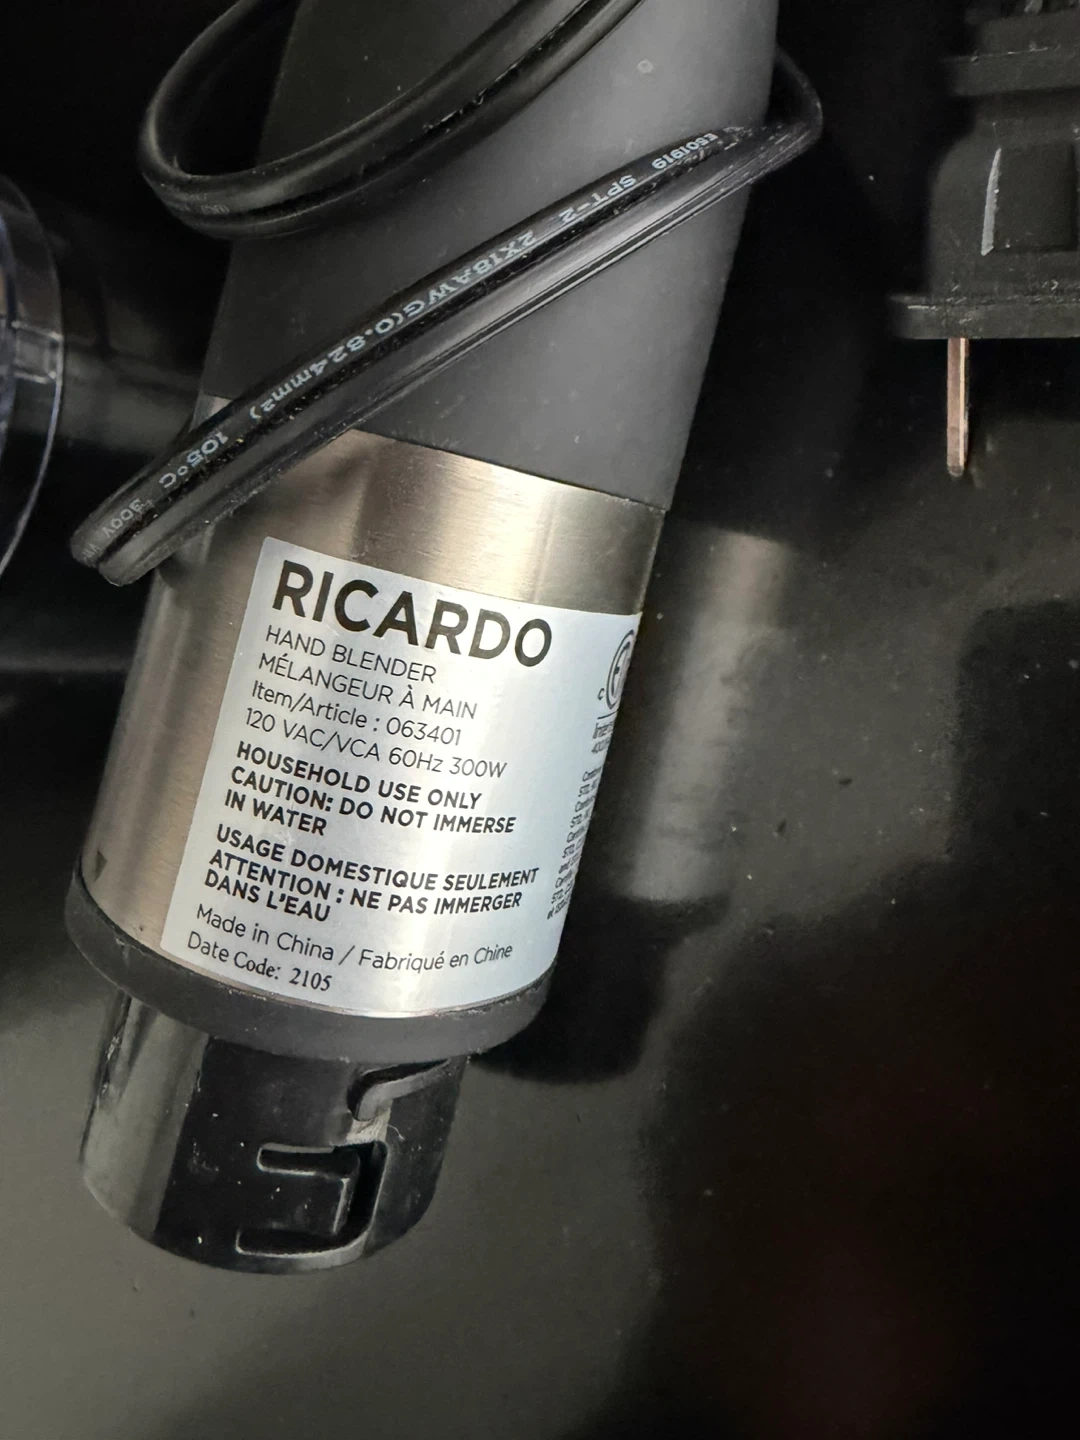 E501919 SPT-2 2X18AWG(0.824mm²) 105°C 300V
RICARDO
HAND BLENDER
MÉLANGEUR À MAIN
Item/Article : 063401
120 VAC/VCA 60Hz 300W
HOUSEHOLD USE ONLY
CAUTION: DO NOT IMMERSE
IN WATER
USAGE DOMESTIQUE SEULEMENT
ATTENTION : NE PAS IMMERGER
DANS L'EAU
Made in China / Fabriqué en Chine
Date Code: 2105